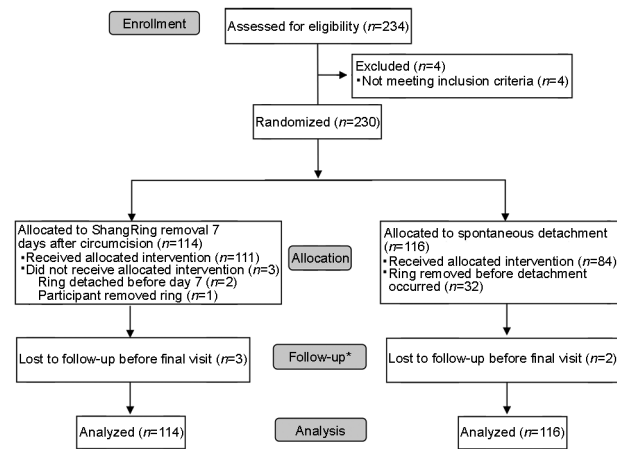 Enrollment
Assessed for eligibility (n=234)
Excluded (n=4)
•Not meeting inclusion criteria (n=4)
Randomized (n=230)
Allocated to ShangRing removal 7
days after circumcision (n=114)
•Received allocated intervention (n=111)
•Did not receive allocated intervention (n=3)
Ring detached before day 7 (n=2)
Participant removed ring (n=1)
Allocation
Allocated to spontaneous detachment
(n=116)
•Received allocated intervention (n=84)
•Ring removed before detachment
occurred (n=32)
Lost to follow-up before final visit (n=3)
Follow-up*
Lost to follow-up before final visit (n=2)
Analyzed (n=114)
Analysis
Analyzed (n=116)